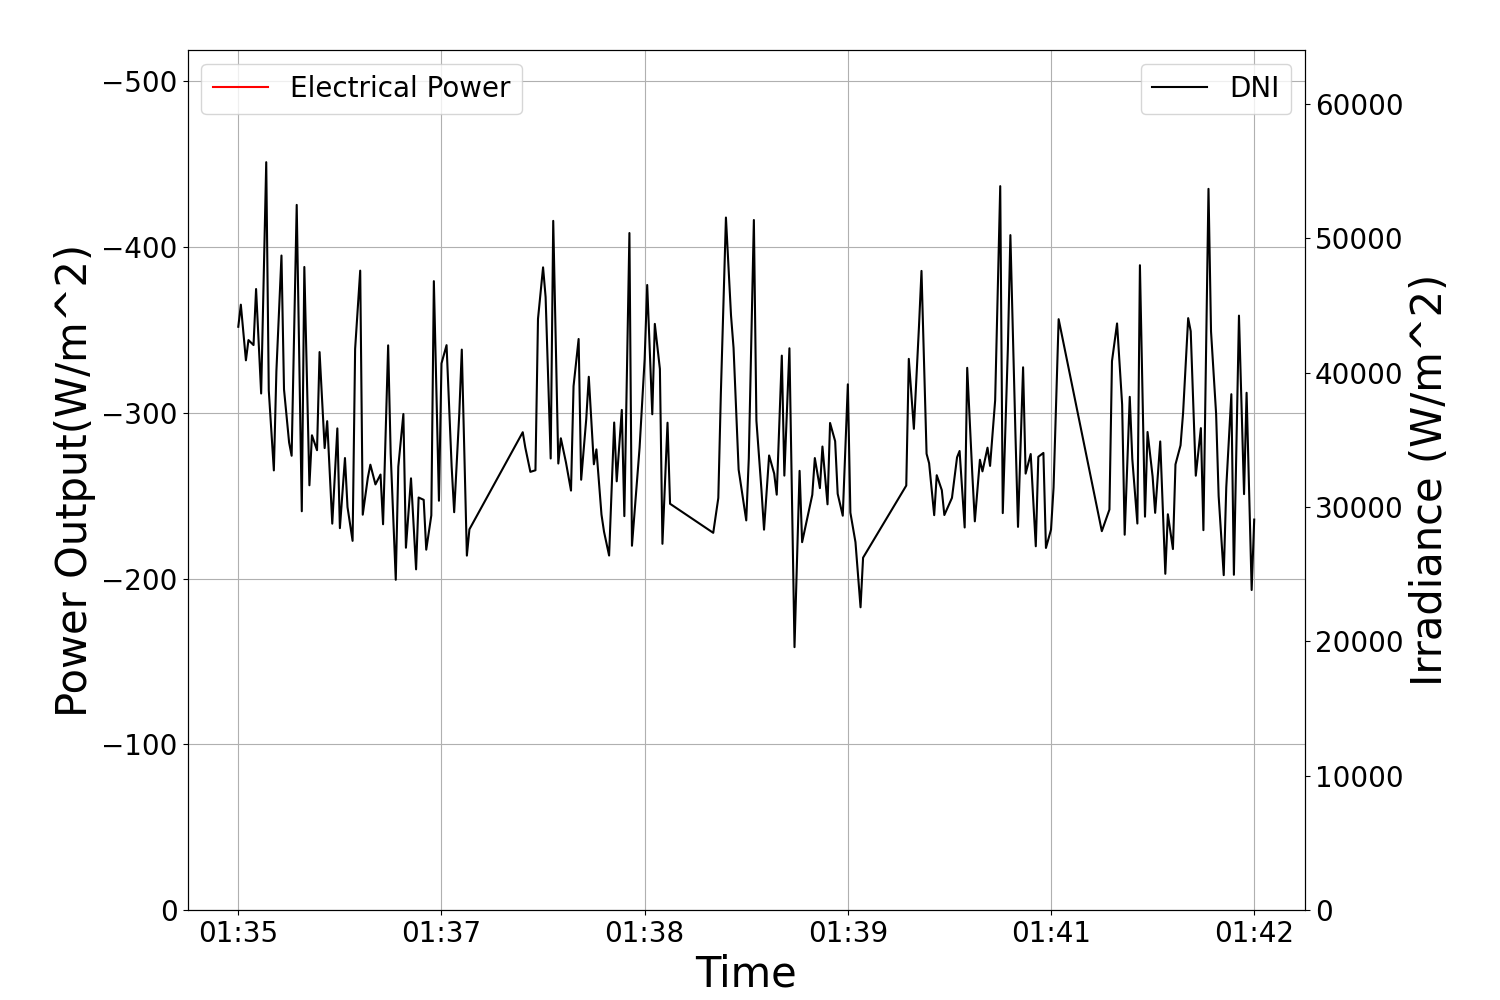 Electrical Power
DNI
Power Output(W/m^2)
−500
−400
−300
−200
−100
0
60000
50000
40000
30000
20000
10000
0
Irradiance (W/m^2)
01:35 01:37 01:38 01:39 01:41 01:42
Time